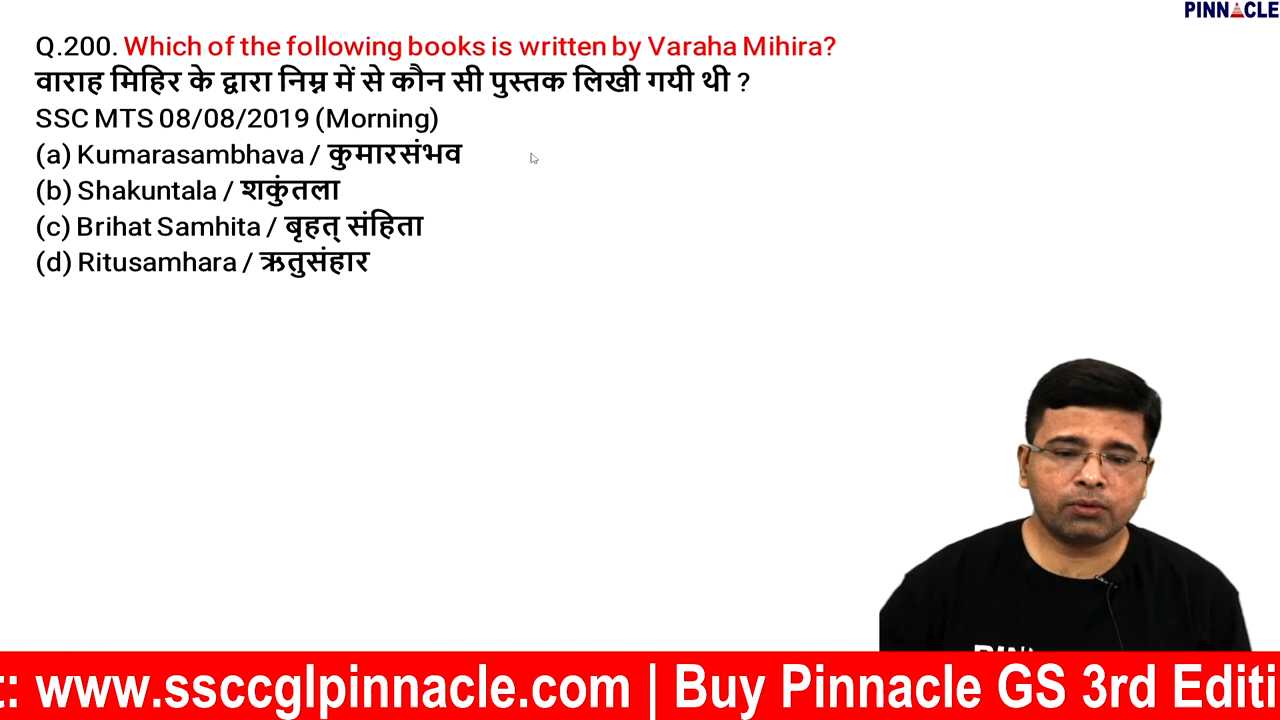 PINNACLE
Q.200. Which of the following books is written by Varaha Mihira?
वाराह मिहिर के द्वारा निम्न में से कौन सी पुस्तक लिखी गयी थी ?
SSC MTS 08/08/2019 (Morning)
(a) Kumarasambhava / कुमारसंभव
(b) Shakuntala / शकुंतला
(c) Brihat Samhita / बृहत् संहिता
(d) Ritusamhara / ऋतुसंहार
: www.ssccglpinnacle.com | Buy Pinnacle GS 3rd Editi